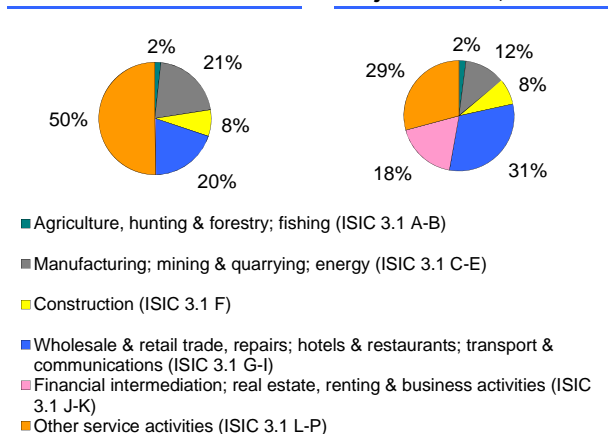 2%
21%
8%
20%
50%
2%
12%
8%
31%
18%
29%
Agriculture, hunting & forestry; fishing (ISIC 3.1 A-B)
Manufacturing; mining & quarrying; energy (ISIC 3.1 C-E)
Construction (ISIC 3.1 F)
Wholesale & retail trade, repairs; hotels & restaurants; transport &
communications (ISIC 3.1 G-I)
Financial intermediation; real estate, renting & business activities (ISIC
3.1 J-K)
Other service activities (ISIC 3.1 L-P)